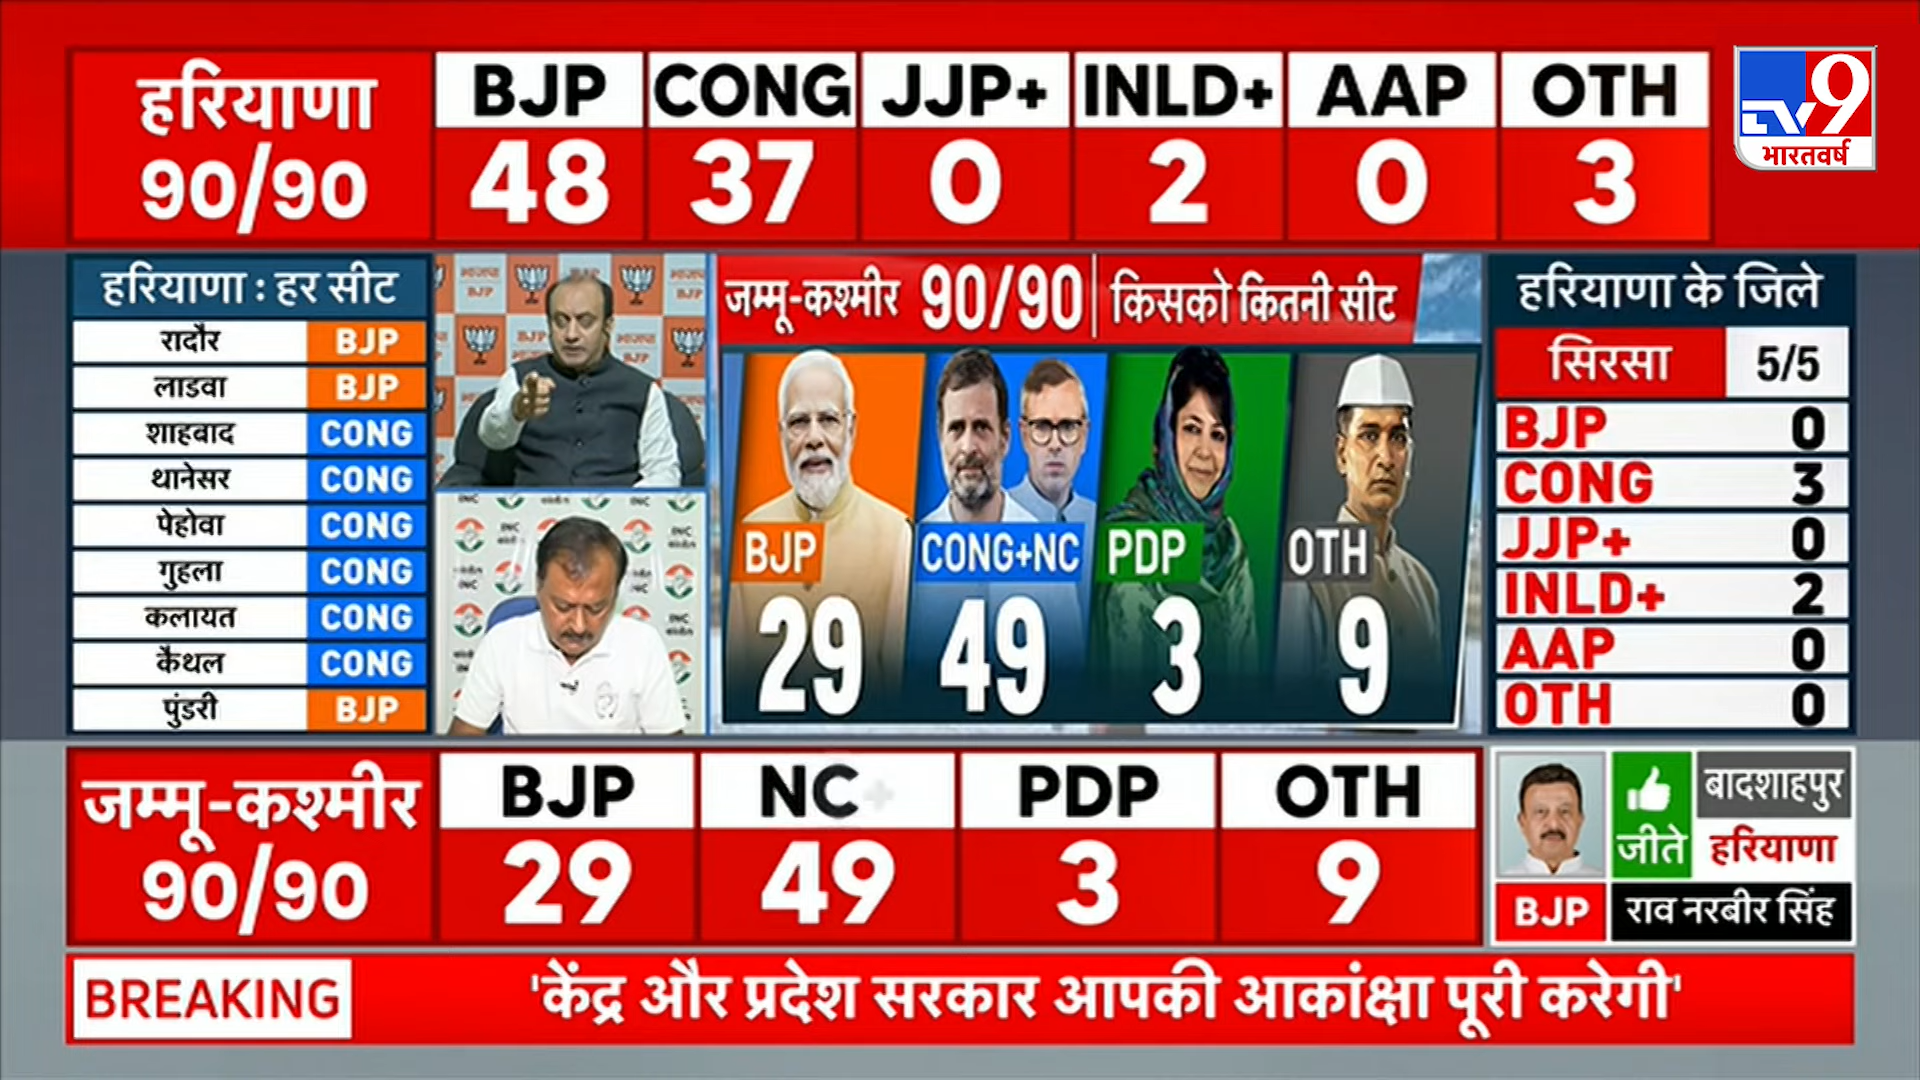 हरियाणा
90/90
BJP 48
CONG 37
JJP+ 0
INLD+ 2
AAP 0
OTH 3
TV9
भारतवर्ष
हरियाणा : हर सीट
रादौर BJP
लाडवा BJP
शाहबाद CONG
थानेसर CONG
पेहोवा CONG
गुहला CONG
कलायत CONG
कैथल CONG
पुंडरी BJP
भाजपा
BJP
INC
जम्मू-कश्मीर 90/90 किसको कितनी सीट
BJP 29
CONG+NC 49
PDP 3
OTH 9
हरियाणा के जिले
सिरसा 5/5
BJP 0
CONG 3
JJP+ 0
INLD+ 2
AAP 0
OTH 0
जम्मू-कश्मीर
90/90
BJP 29
NC+ 49
PDP 3
OTH 9
जीते
बादशाहपुर
हरियाणा
BJP राव नरबीर सिंह
BREAKING 'केंद्र और प्रदेश सरकार आपकी आकांक्षा पूरी करेगी'